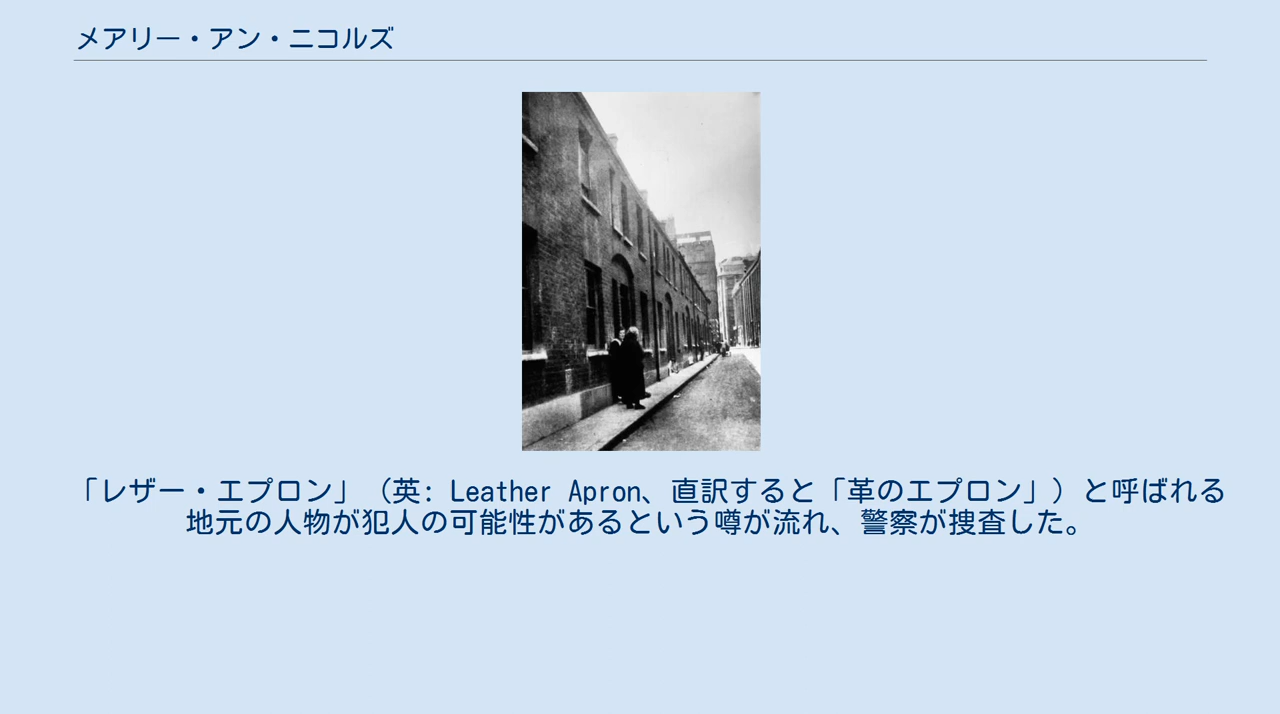 メアリー・アン・ニコルズ
「レザー・エプロン」（英: Leather Apron、直訳すると「革のエプロン」）と呼ばれる
地元の人物が犯人の可能性があるという噂が流れ、警察が捜査した。